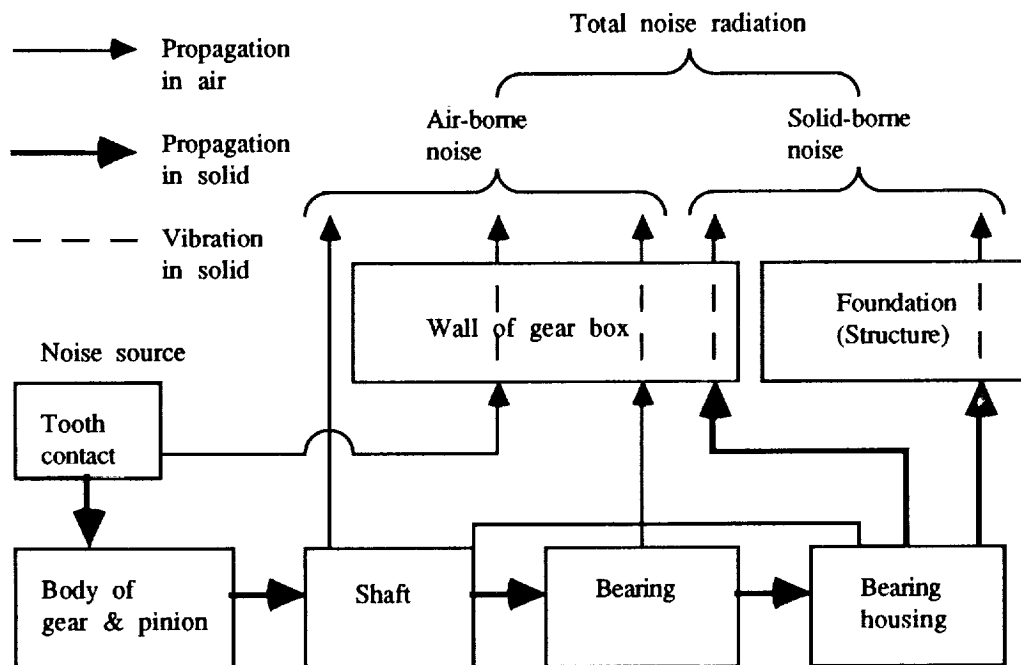 Total noise radiation
Propagation
in air
Air-borne
noise
Solid-borne
noise
Propagation
in solid
Vibration
in solid
Wall of gear box
Foundation
(Structure)
Noise source
Tooth
contact
Body of
gear & pinion
Shaft
Bearing
Bearing
housing